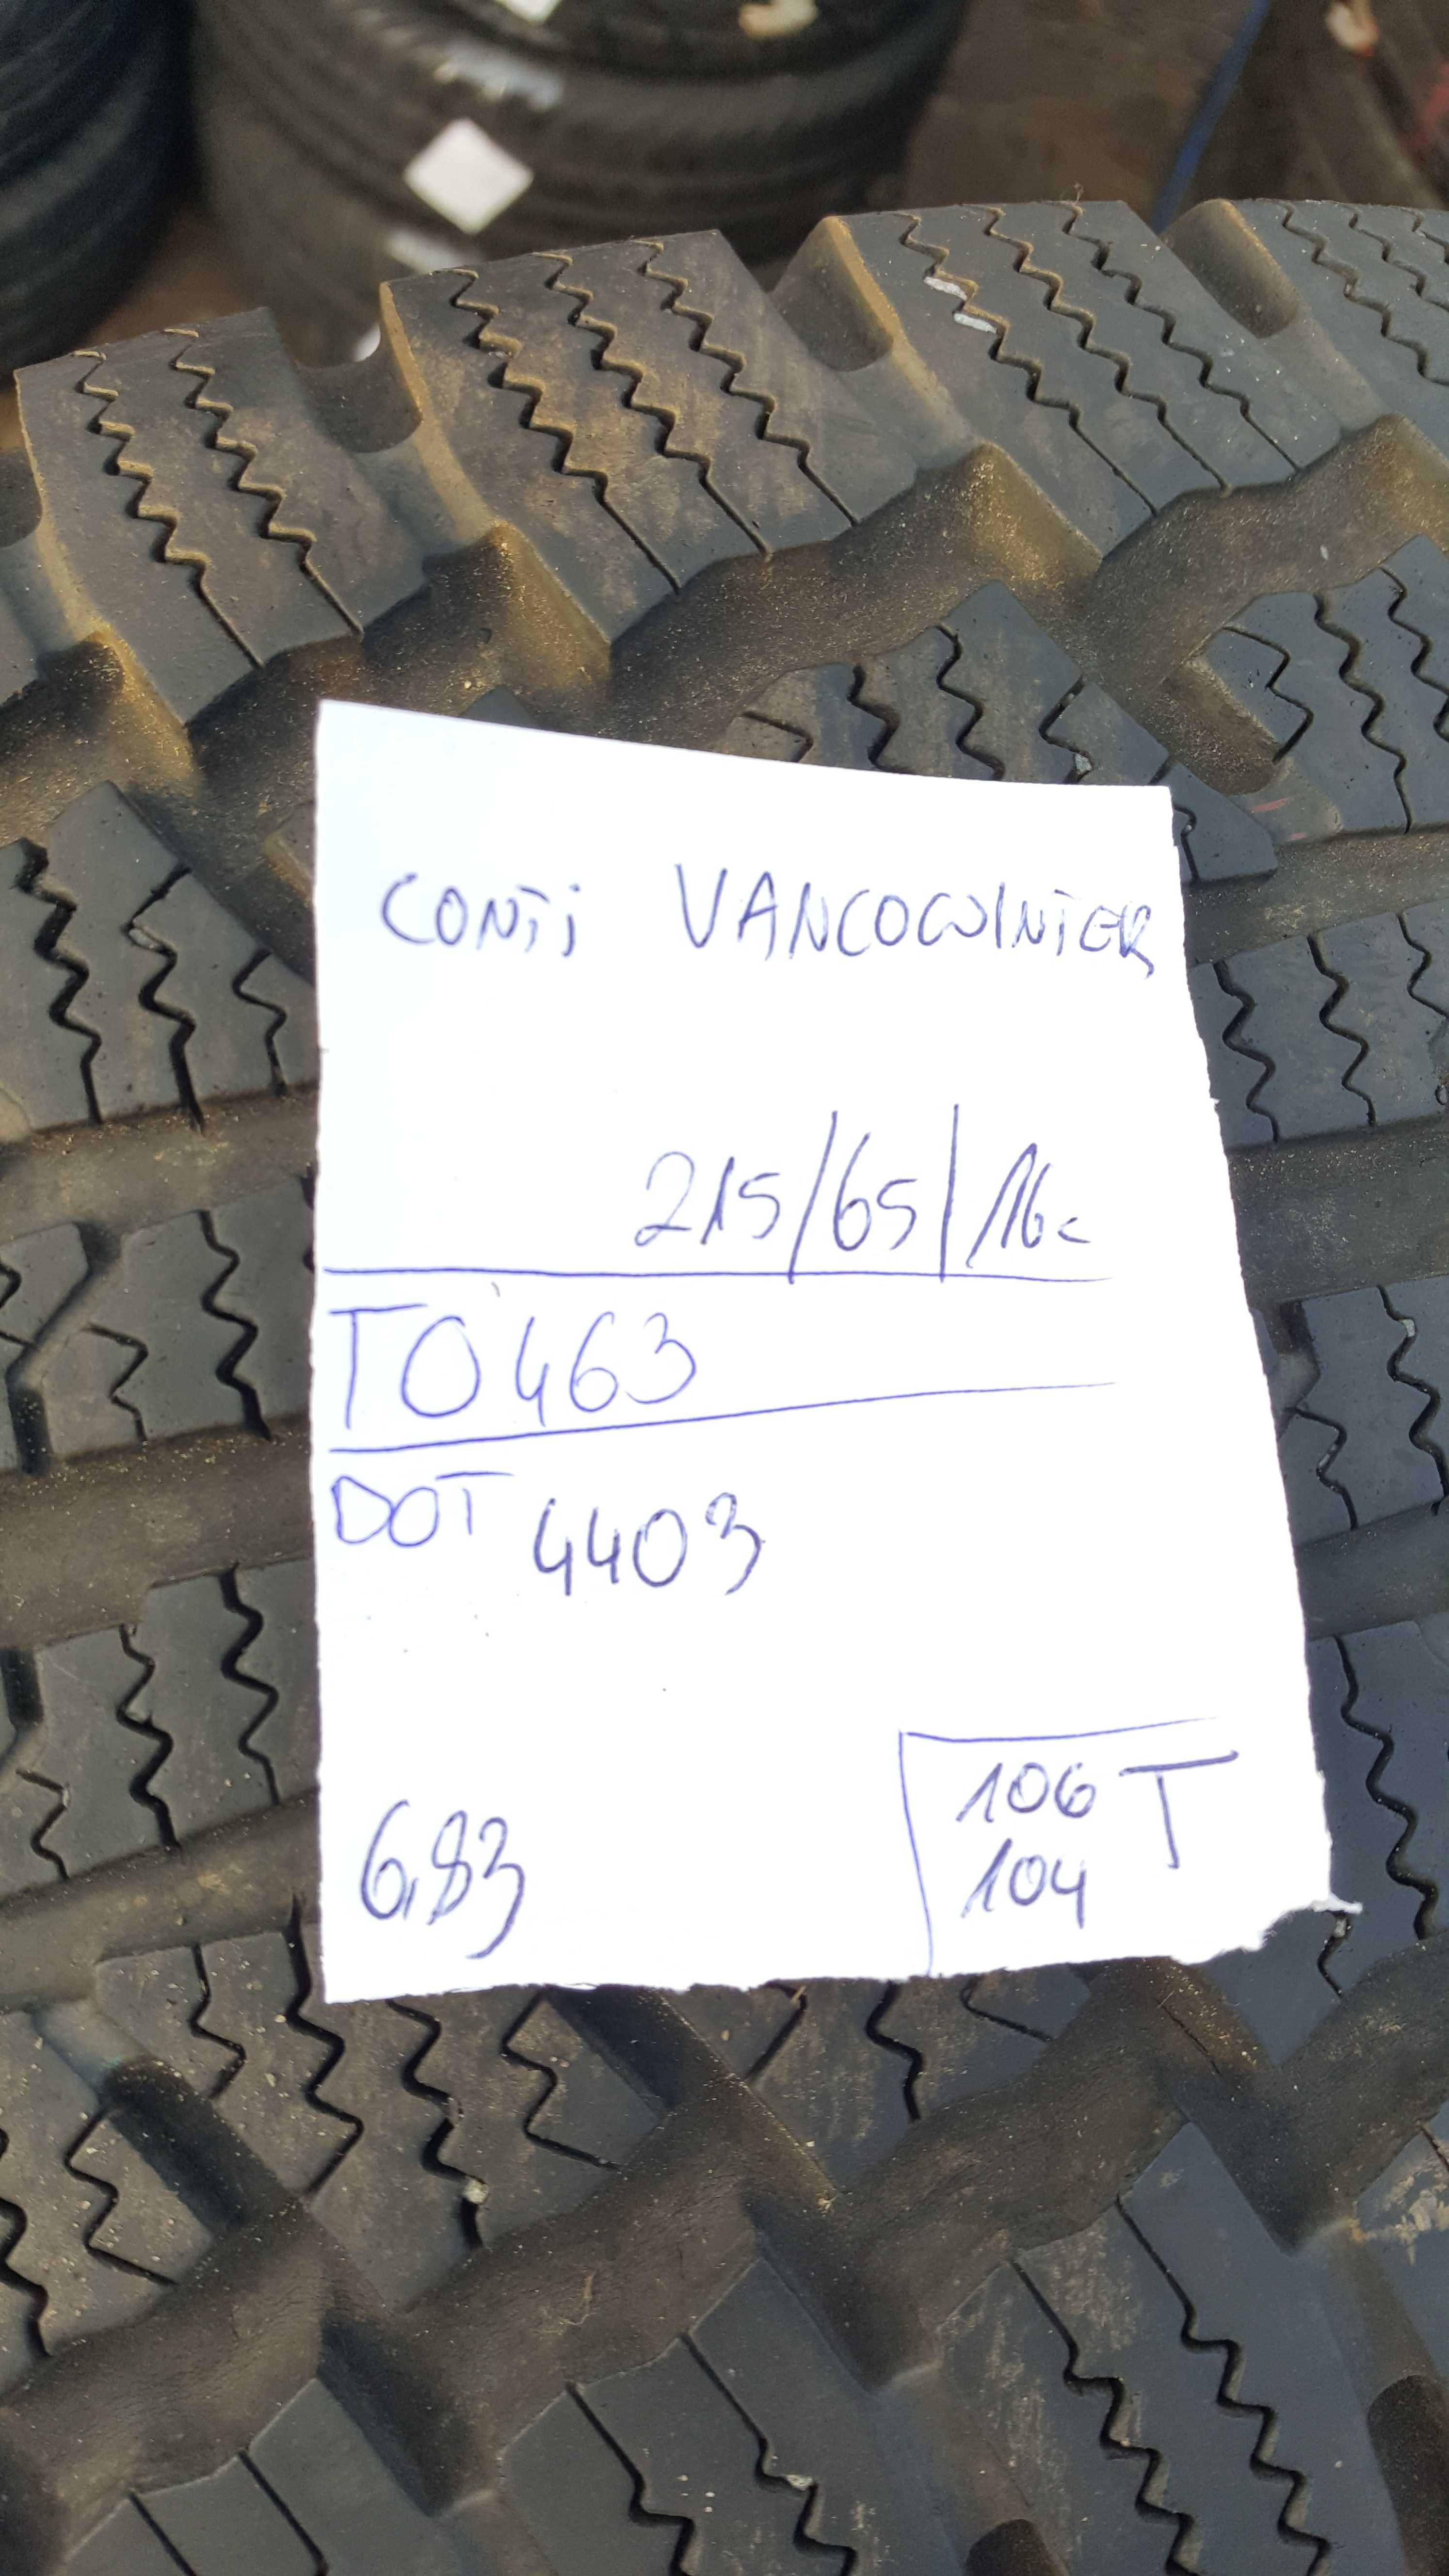 CONTi VANCOWINTER
215/65/16c
TO463
DOT 4403
6,83
106 T
104